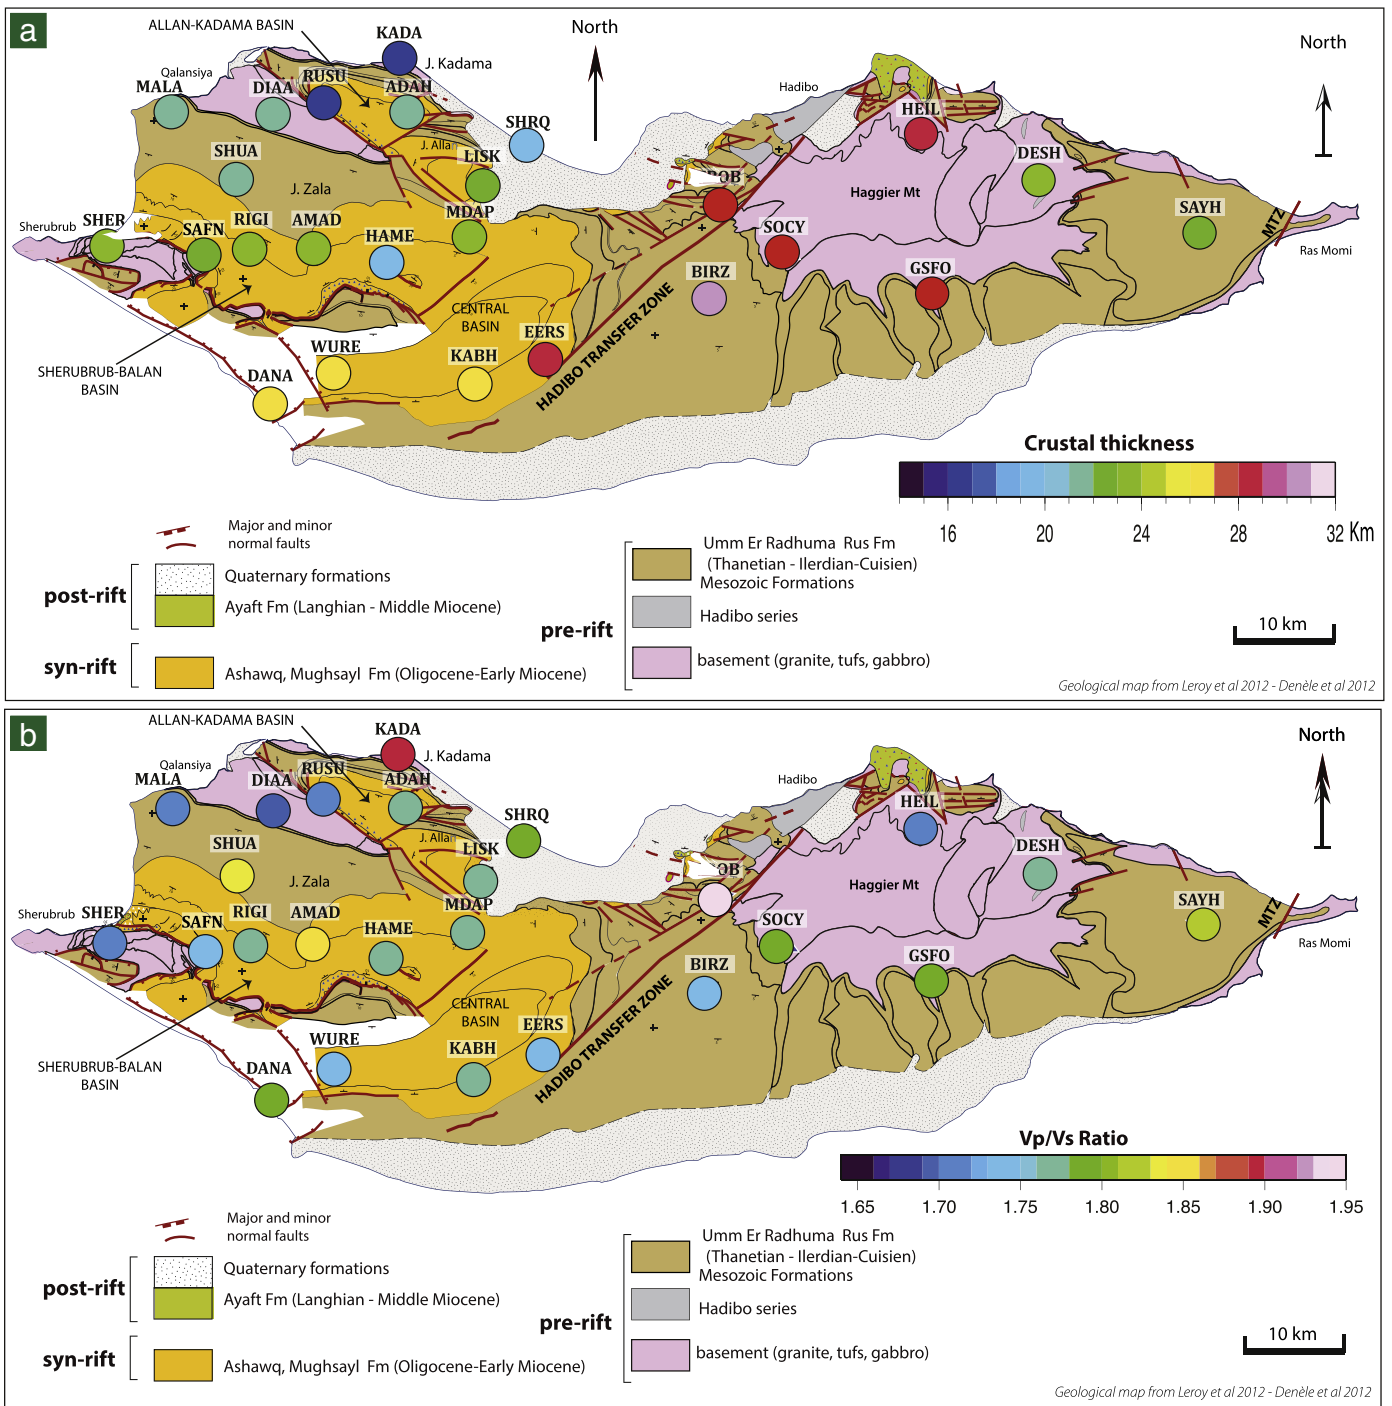 a
ALLAN-KADAMA BASIN
KADA
North
North
J. Kadama
Qalansiya
RUSU
MALA
DIAA
ADAH
Hadibo
HEIL
SHRQ
J. Allan
LISK
SHUA
DESH
OB
J. Zala
Haggier Mt
SAYH
MTZ
Sherubrub
SHER
SAFN
RIGI
AMAD
MDAP
HAME
SOCY
Ras Momi
BIRZ
GSFO
CENTRAL
BASIN
EERS
HADIBO TRANSFER ZONE
WURE
KABH
SHERUBRUB-BALAN
BASIN
DANA
Crustal thickness
16 20 24 28 32 Km
Major and minor
normal faults
post-rift
Quaternary formations
Ayaft Fm (Langhian - Middle Miocene)
syn-rift
Ashawq, Mughsayl Fm (Oligocene-Early Miocene)
pre-rift
Umm Er Radhuma Rus Fm
(Thanetian - Ilerdian-Cuisien)
Mesozoic Formations
Hadibo series
basement (granite, tufs, gabbro)
10 km
Geological map from Leroy et al 2012 - Denèle et al 2012
b
ALLAN-KADAMA BASIN
KADA
North
J. Kadama
Qalansiya
RUSU
MALA
DIAA
ADAH
Hadibo
HEIL
SHRQ
J. Allan
LISK
SHUA
DESH
OB
J. Zala
Haggier Mt
SAYH
MTZ
Sherubrub
SHER
SAFN
RIGI
AMAD
MDAP
HAME
SOCY
Ras Momi
BIRZ
GSFO
CENTRAL
BASIN
EERS
HADIBO TRANSFER ZONE
WURE
KABH
SHERUBRUB-BALAN
BASIN
DANA
Vp/Vs Ratio
1.65 1.70 1.75 1.80 1.85 1.90 1.95
Major and minor
normal faults
post-rift
Quaternary formations
Ayaft Fm (Langhian - Middle Miocene)
syn-rift
Ashawq, Mughsayl Fm (Oligocene-Early Miocene)
pre-rift
Umm Er Radhuma Rus Fm
(Thanetian - Ilerdian-Cuisien)
Mesozoic Formations
Hadibo series
basement (granite, tufs, gabbro)
10 km
Geological map from Leroy et al 2012 - Denèle et al 2012